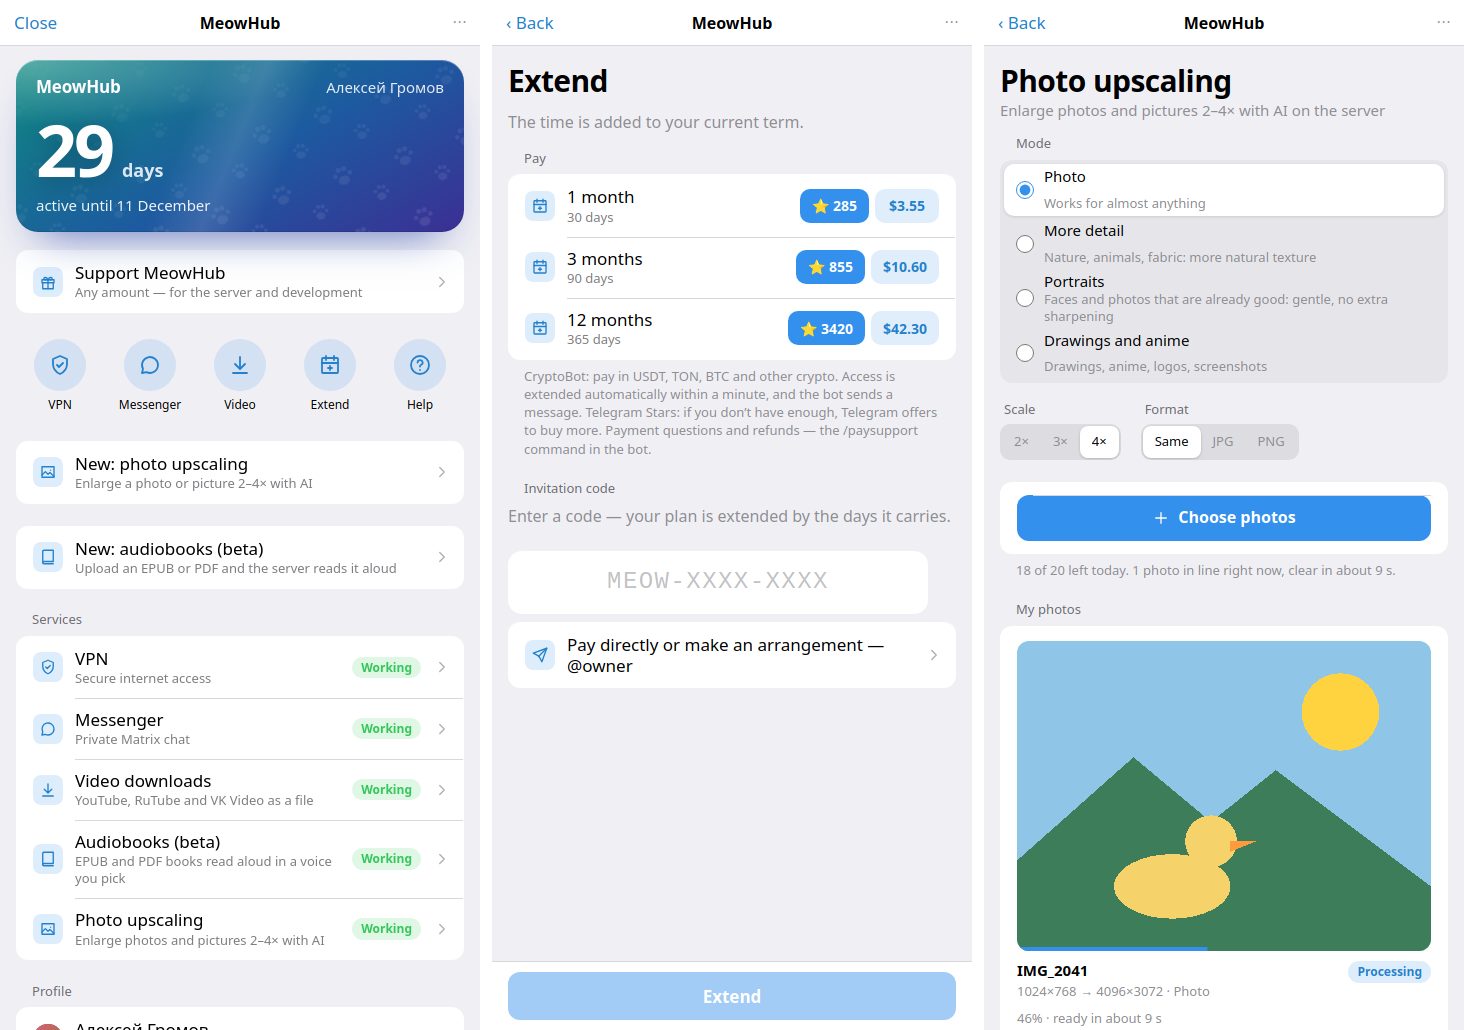 Close
MeowHub
...
MeowHub
Алексей Громов
29 days
active until 11 December
Support MeowHub
Any amount — for the server and development
VPN
Messenger
Video
Extend
Help
New: photo upscaling
Enlarge a photo or picture 2–4× with AI
New: audiobooks (beta)
Upload an EPUB or PDF and the server reads it aloud
Services
VPN
Secure internet access
Working
Messenger
Private Matrix chat
Working
Video downloads
YouTube, RuTube and VK Video as a file
Working
Audiobooks (beta)
EPUB and PDF books read aloud in a voice
you pick
Working
Photo upscaling
Enlarge photos and pictures 2–4× with AI
Working
Profile
Алексей Громов
‹ Back
MeowHub
...
Extend
The time is added to your current term.
Pay
1 month
30 days
⭐ 285
$3.55
3 months
90 days
⭐ 855
$10.60
12 months
365 days
⭐ 3420
$42.30
CryptoBot: pay in USDT, TON, BTC and other crypto. Access is
extended automatically within a minute, and the bot sends a
message. Telegram Stars: if you don’t have enough, Telegram offers
to buy more. Payment questions and refunds — the /paysupport
command in the bot.
Invitation code
Enter a code — your plan is extended by the days it carries.
MEOW-XXXX-XXXX
Pay directly or make an arrangement —
@owner
Extend
‹ Back
MeowHub
...
Photo upscaling
Enlarge photos and pictures 2–4× with AI on the server
Mode
Photo
Works for almost anything
More detail
Nature, animals, fabric: more natural texture
Portraits
Faces and photos that are already good: gentle, no extra
sharpening
Drawings and anime
Drawings, anime, logos, screenshots
Scale
Format
2×
3×
4×
Same
JPG
PNG
+ Choose photos
18 of 20 left today. 1 photo in line right now, clear in about 9 s.
My photos
IMG_2041
Processing
1024×768 → 4096×3072 · Photo
46% · ready in about 9 s